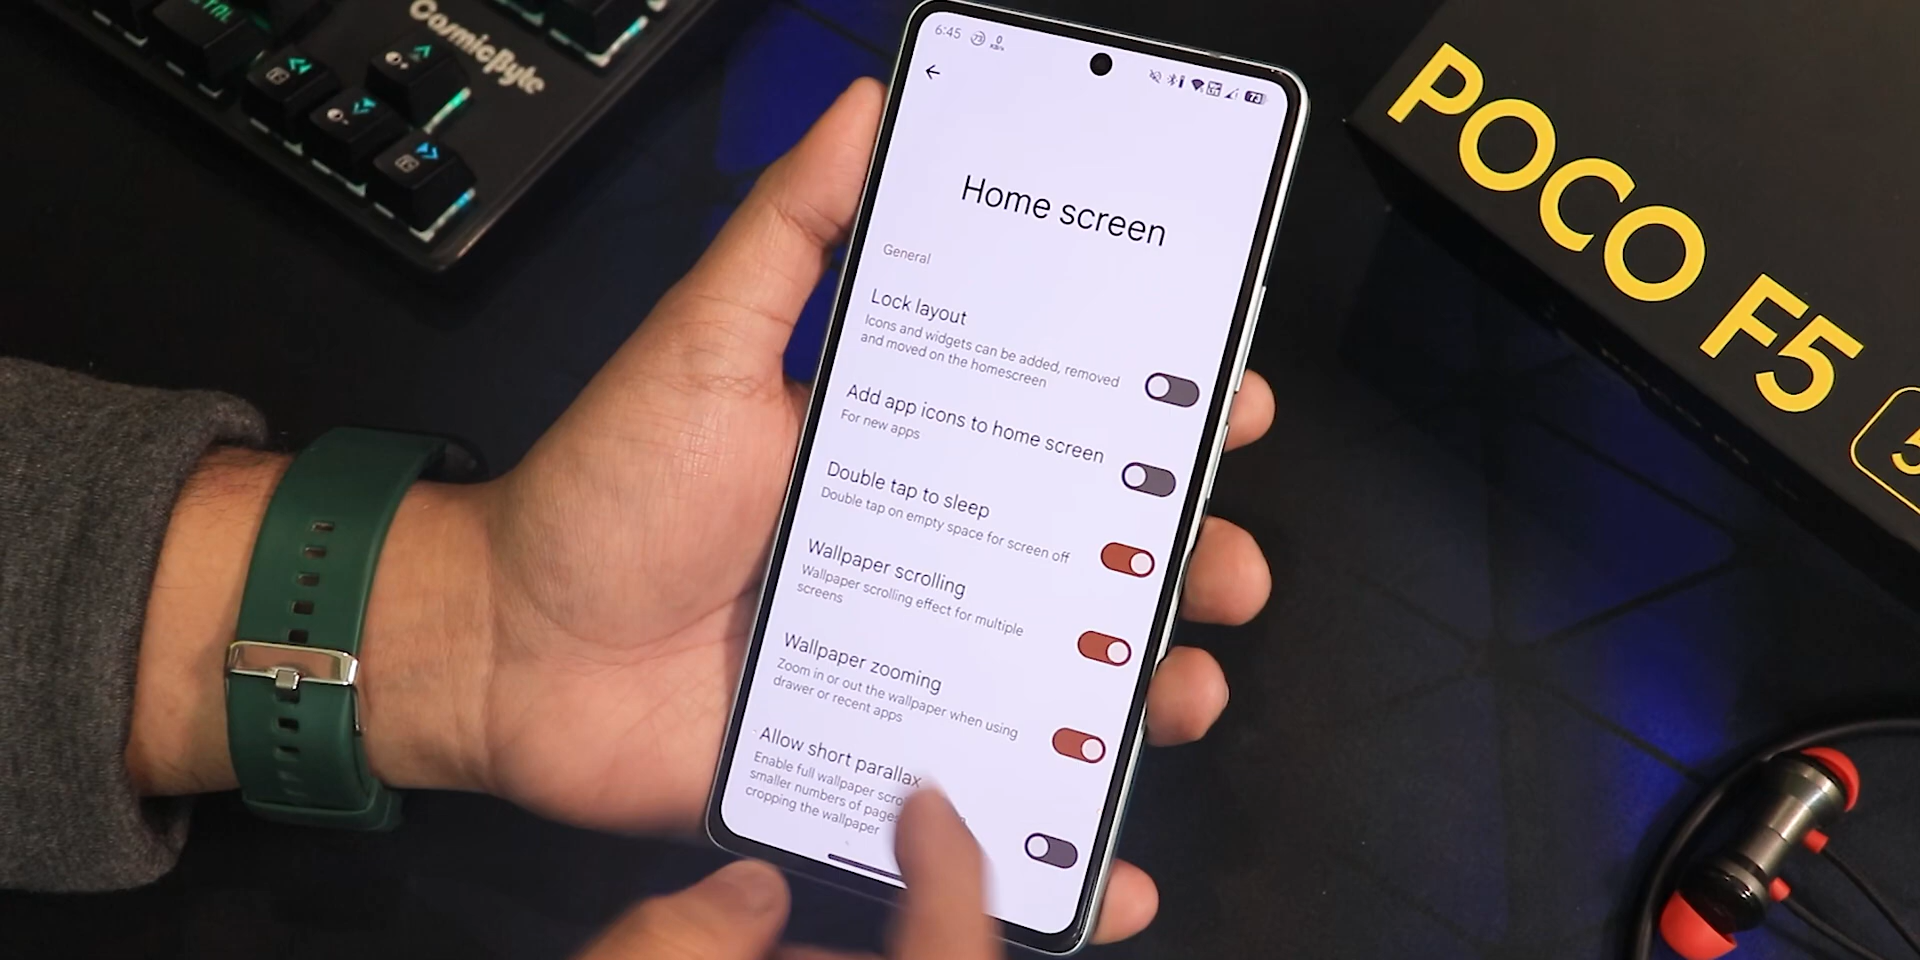 CosmicByte
6:45
73
Home screen
General
Lock layout
Icons and widgets can be added, removed
and moved on the homescreen
Add app icons to home screen
For new apps
Double tap to sleep
Double tap on empty space for screen off
Wallpaper scrolling
Wallpaper scrolling effect for multiple
screens
Wallpaper zooming
Zoom in or out the wallpaper when using
drawer or recent apps
Allow short parallax
Enable full wallpaper
smaller numbers of
cropping the wallpaper
POCO F5
5